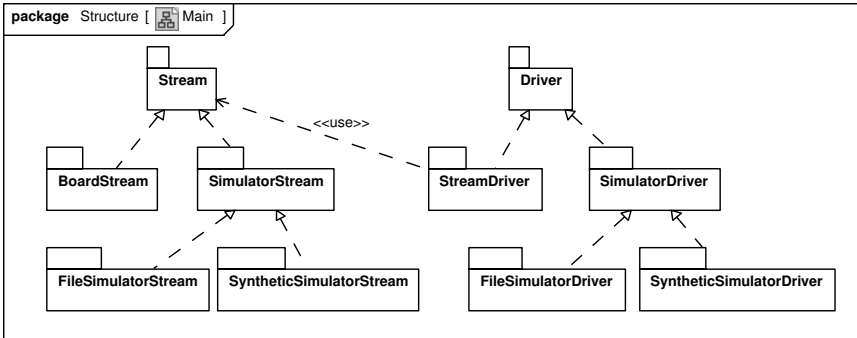 package Structure [ Main ]
Stream
Driver
<<use>>
BoardStream
SimulatorStream
StreamDriver
SimulatorDriver
FileSimulatorStream
SyntheticSimulatorStream
FileSimulatorDriver
SyntheticSimulatorDriver